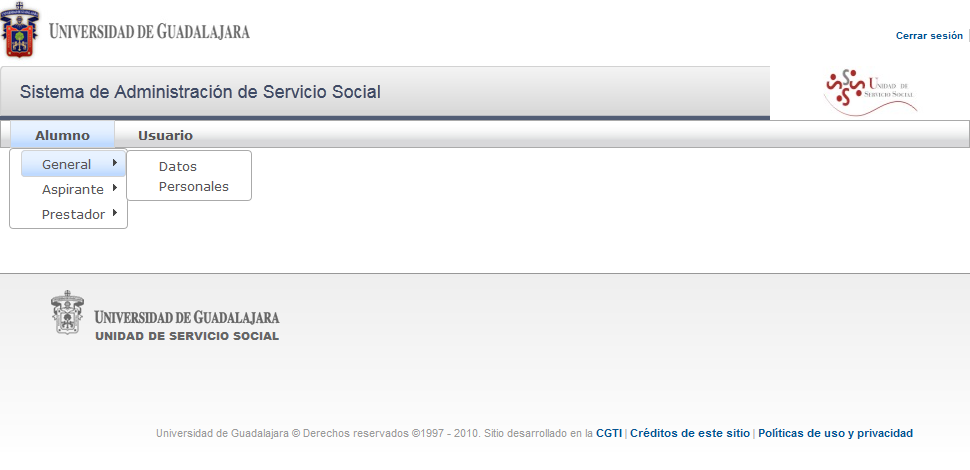 UNIVERSIDAD DE GUADALAJARA
Cerrar sesión
Sistema de Administración de Servicio Social
UNIDAD DE
SERVICIO SOCIAL
Alumno Usuario
General Datos Personales
Aspirante
Prestador
UNIVERSIDAD DE GUADALAJARA
UNIDAD DE SERVICIO SOCIAL
Universidad de Guadalajara © Derechos reservados ©1997 - 2010. Sitio desarrollado en la CGTI | Créditos de este sitio | Políticas de uso y privacidad